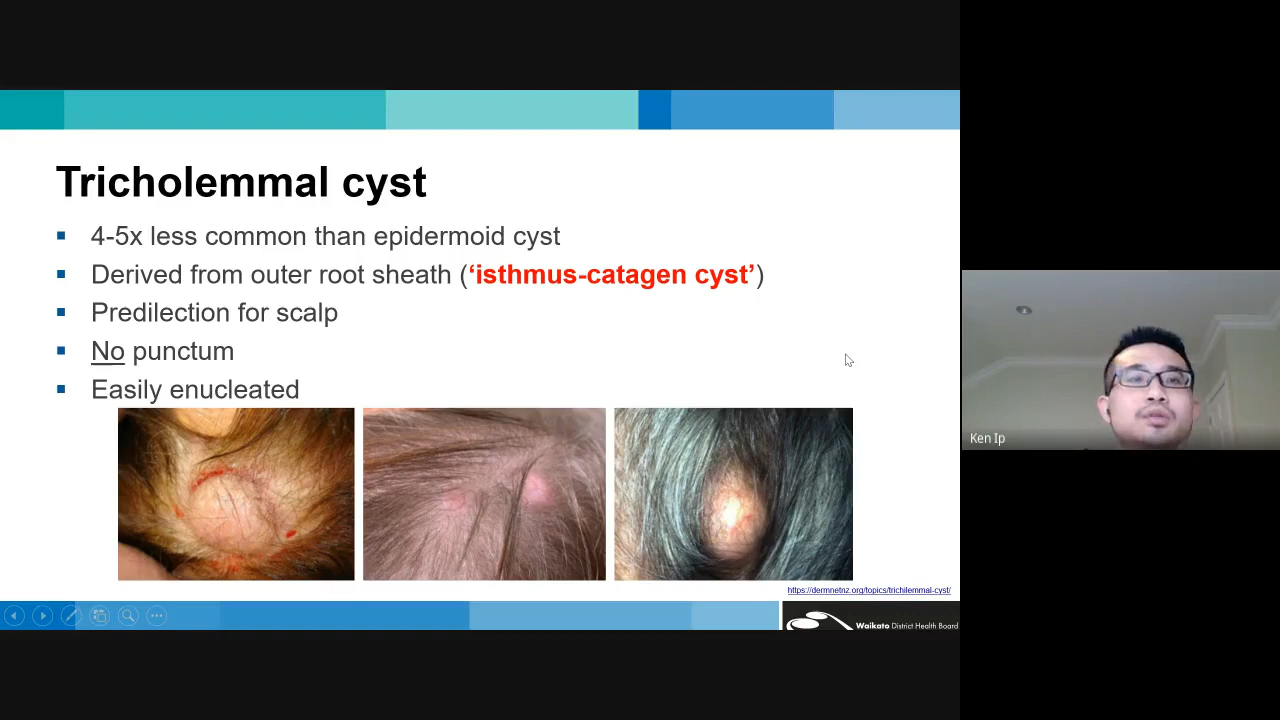 Tricholemmal cyst
▪ 4-5x less common than epidermoid cyst
▪ Derived from outer root sheath (‘isthmus-catagen cyst’)
▪ Predilection for scalp
▪ No punctum
▪ Easily enucleated
Ken Ip
https://dermnetnz.org/topics/trichilemmal-cyst/
Waikato District Health Board